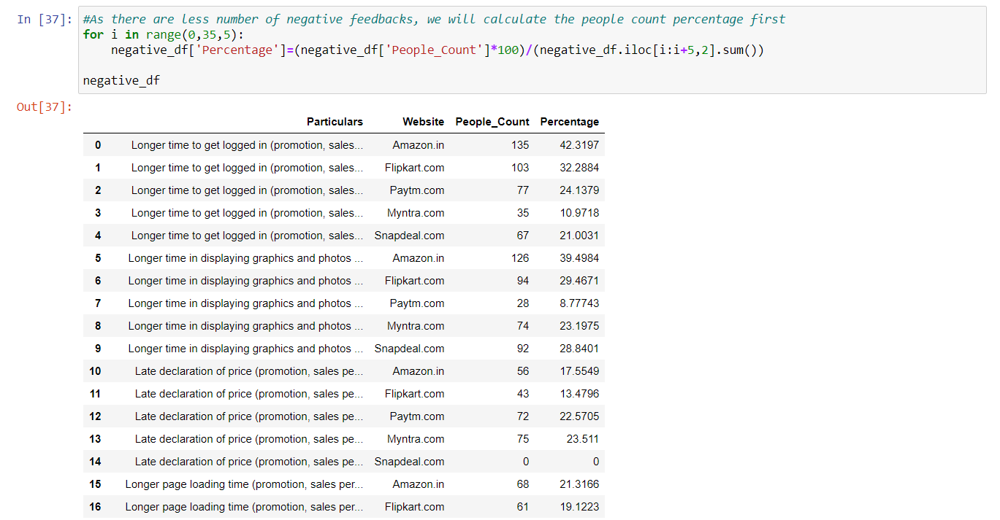 In [37]: #As there are less number of negative feedbacks, we will calculate the people count percentage first
for i in range(0,35,5):
    negative_df['Percentage']=(negative_df['People_Count']*100)/(negative_df.iloc[i:i+5,2].sum())
negative_df
Out[37]:
Particulars Website People_Count Percentage
0 Longer time to get logged in (promotion, sales... Amazon.in 135 42.3197
1 Longer time to get logged in (promotion, sales... Flipkart.com 103 32.2884
2 Longer time to get logged in (promotion, sales... Paytm.com 77 24.1379
3 Longer time to get logged in (promotion, sales... Myntra.com 35 10.9718
4 Longer time to get logged in (promotion, sales... Snapdeal.com 67 21.0031
5 Longer time in displaying graphics and photos ... Amazon.in 126 39.4984
6 Longer time in displaying graphics and photos ... Flipkart.com 94 29.4671
7 Longer time in displaying graphics and photos ... Paytm.com 28 8.77743
8 Longer time in displaying graphics and photos ... Myntra.com 74 23.1975
9 Longer time in displaying graphics and photos ... Snapdeal.com 92 28.8401
10 Late declaration of price (promotion, sales pe... Amazon.in 56 17.5549
11 Late declaration of price (promotion, sales pe... Flipkart.com 43 13.4796
12 Late declaration of price (promotion, sales pe... Paytm.com 72 22.5705
13 Late declaration of price (promotion, sales pe... Myntra.com 75 23.511
14 Late declaration of price (promotion, sales pe... Snapdeal.com 0 0
15 Longer page loading time (promotion, sales per... Amazon.in 68 21.3166
16 Longer page loading time (promotion, sales per... Flipkart.com 61 19.1223